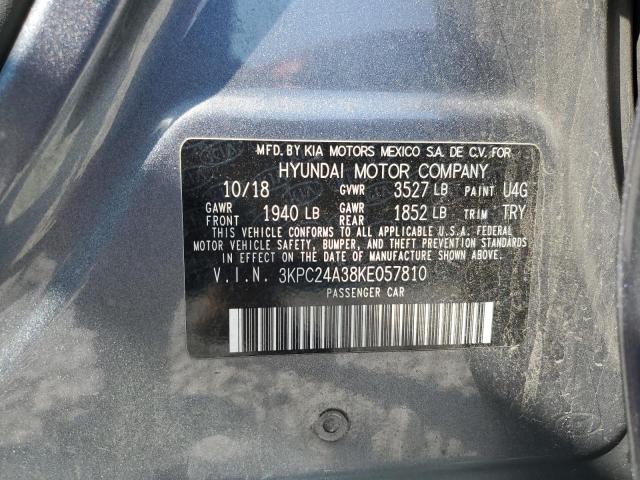 MFD. BY KIA MOTORS MEXICO S.A. DE C.V. FOR
HYUNDAI MOTOR COMPANY
10/18 GVWR 3527 LB PAINT U4G
GAWR FRONT 1940 LB GAWR REAR 1852 LB TRIM TRY
THIS VEHICLE CONFORMS TO ALL APPLICABLE U.S.A. FEDERAL
MOTOR VEHICLE SAFETY, BUMPER, AND THEFT PREVENTION STANDARDS
IN EFFECT ON THE DATE OF MANUFACTURE SHOWN ABOVE.
V.I.N. 3KPC24A38KE057810
PASSENGER CAR